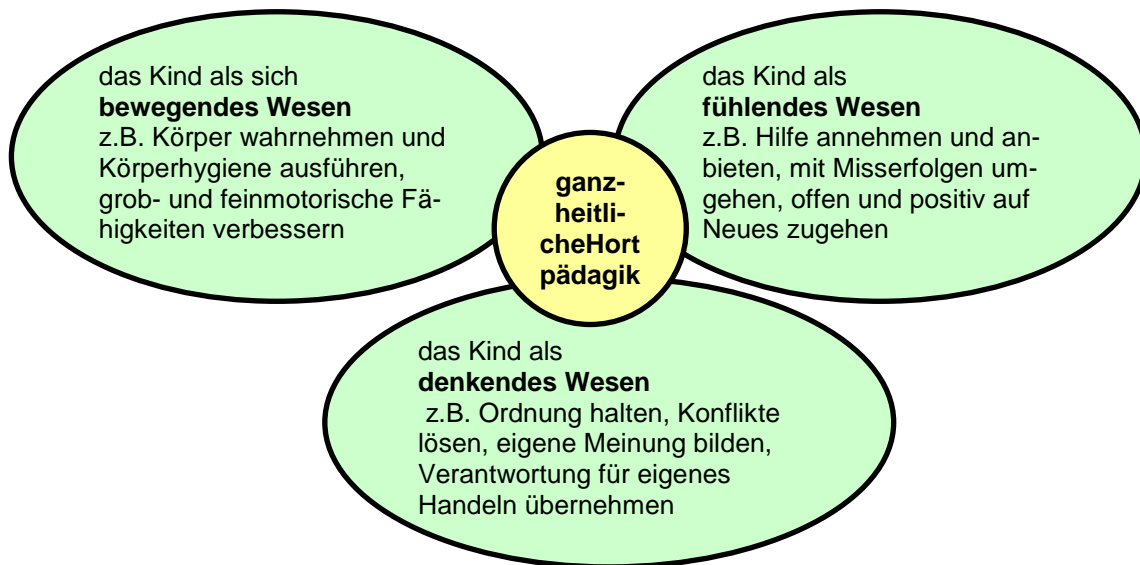 das Kind als sich
bewegendes Wesen
z.B. Körper wahrnehmen und
Körperhygiene ausführen,
grob- und feinmotorische Fä-
higkeiten verbessern
das Kind als
fühlendes Wesen
z.B. Hilfe annehmen und an-
bieten, mit Misserfolgen um-
gehen, offen und positiv auf
Neues zugehen
ganz-
heitli-
cheHort
pädagik
das Kind als
denkendes Wesen
z.B. Ordnung halten, Konflikte
lösen, eigene Meinung bilden,
Verantwortung für eigenes
Handeln übernehmen